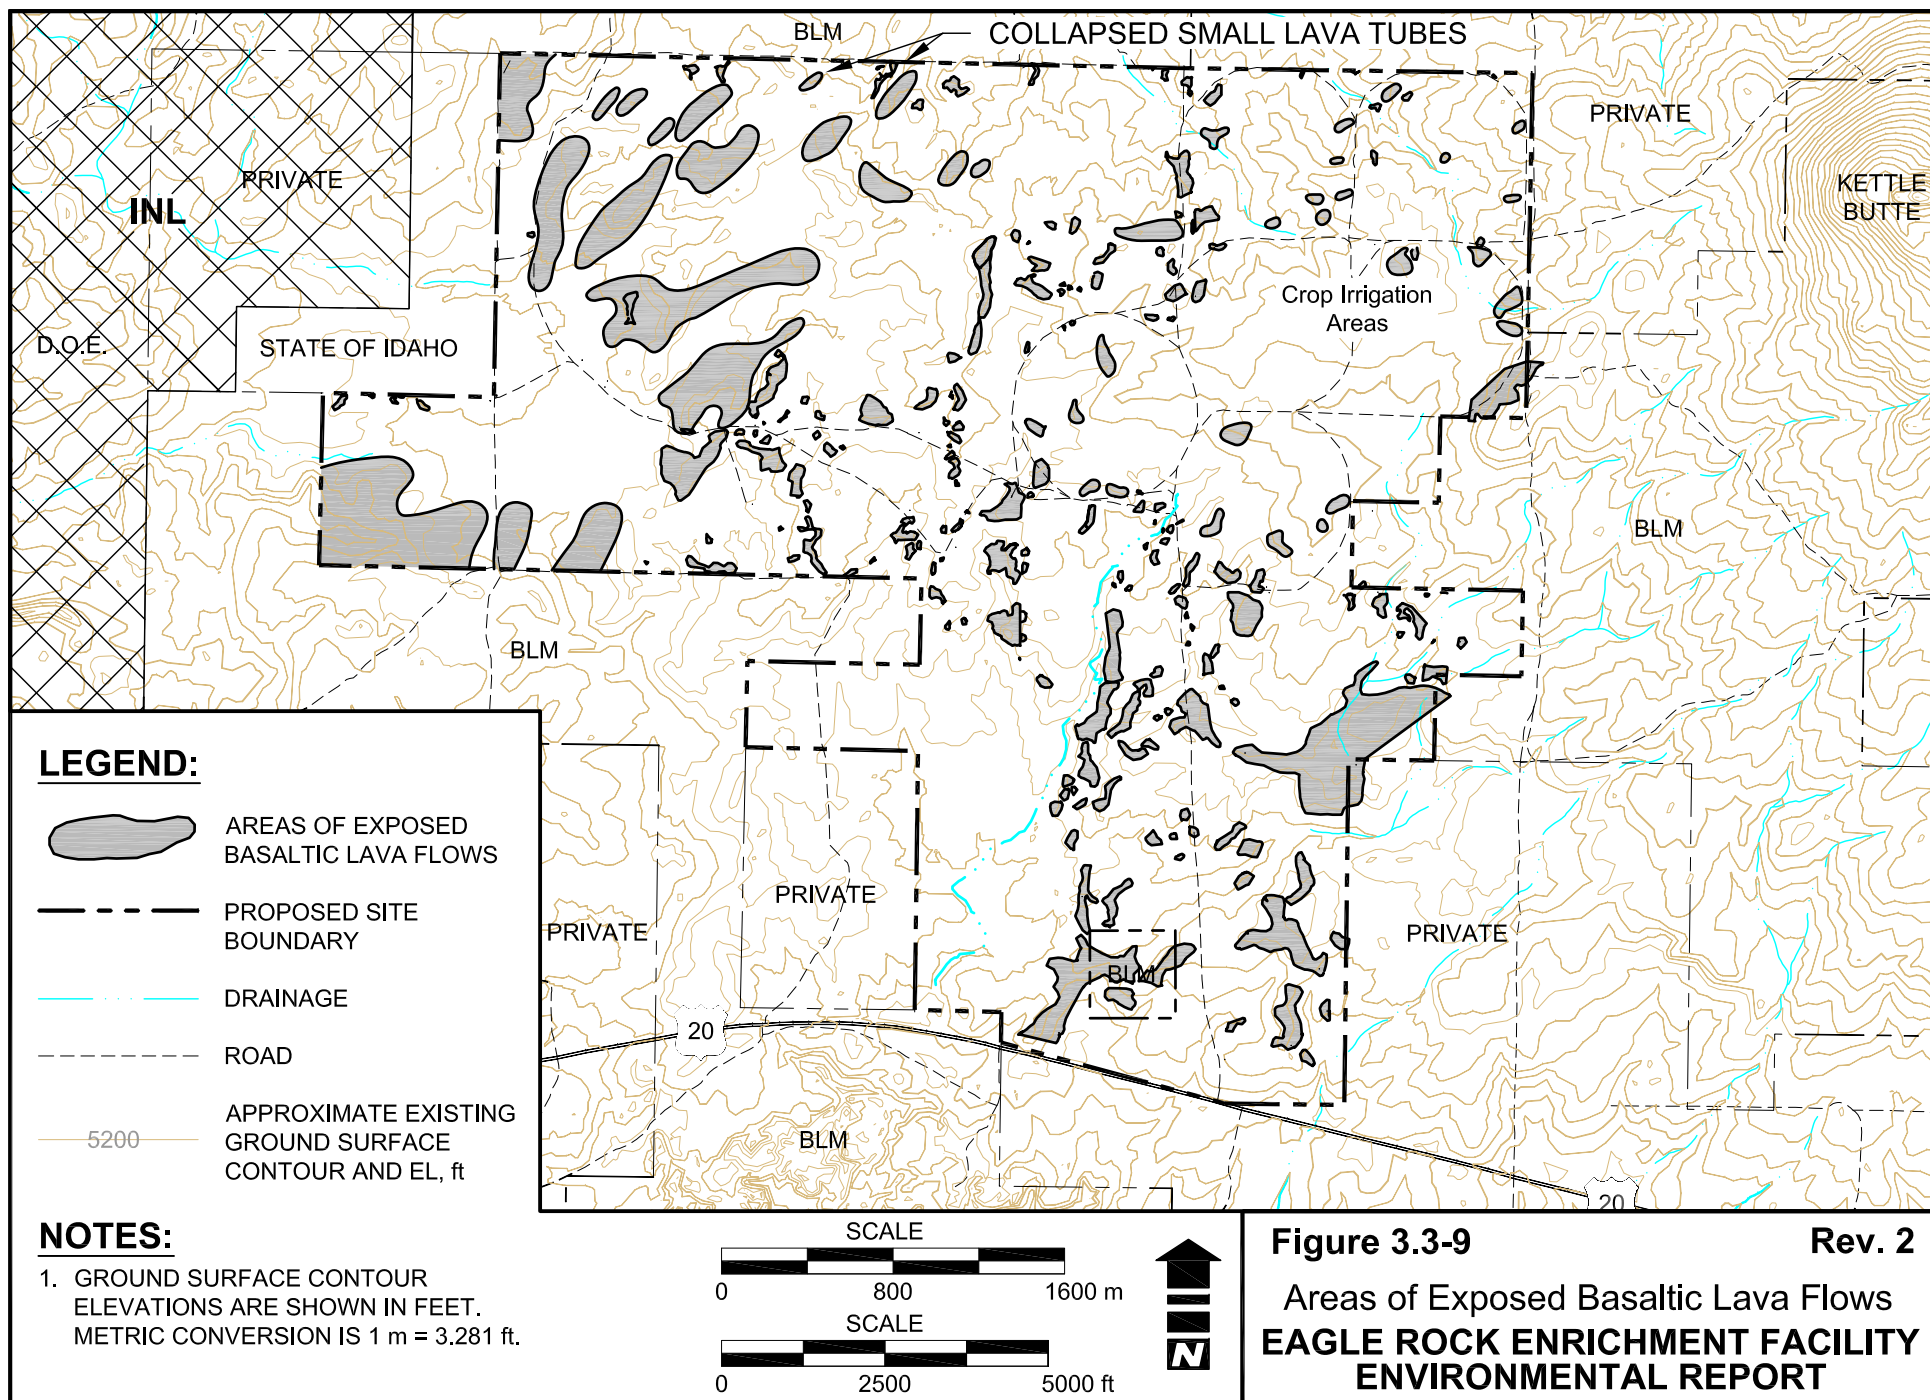 BLM
COLLAPSED SMALL LAVA TUBES
PRIVATE
PRIVATE
INL
KETTLE
BUTTE
Crop Irrigation
Areas
D.O.E.
STATE OF IDAHO
BLM
BLM
PRIVATE
PRIVATE
PRIVATE
BLM
20
BLM
20
LEGEND:
AREAS OF EXPOSED
BASALTIC LAVA FLOWS
PROPOSED SITE
BOUNDARY
DRAINAGE
ROAD
5200
APPROXIMATE EXISTING
GROUND SURFACE
CONTOUR AND EL, ft
NOTES:
1. GROUND SURFACE CONTOUR
ELEVATIONS ARE SHOWN IN FEET.
METRIC CONVERSION IS 1 m = 3.281 ft.
SCALE
0 800 1600 m
SCALE
0 2500 5000 ft
N
Figure 3.3-9 Rev. 2
Areas of Exposed Basaltic Lava Flows
EAGLE ROCK ENRICHMENT FACILITY
ENVIRONMENTAL REPORT